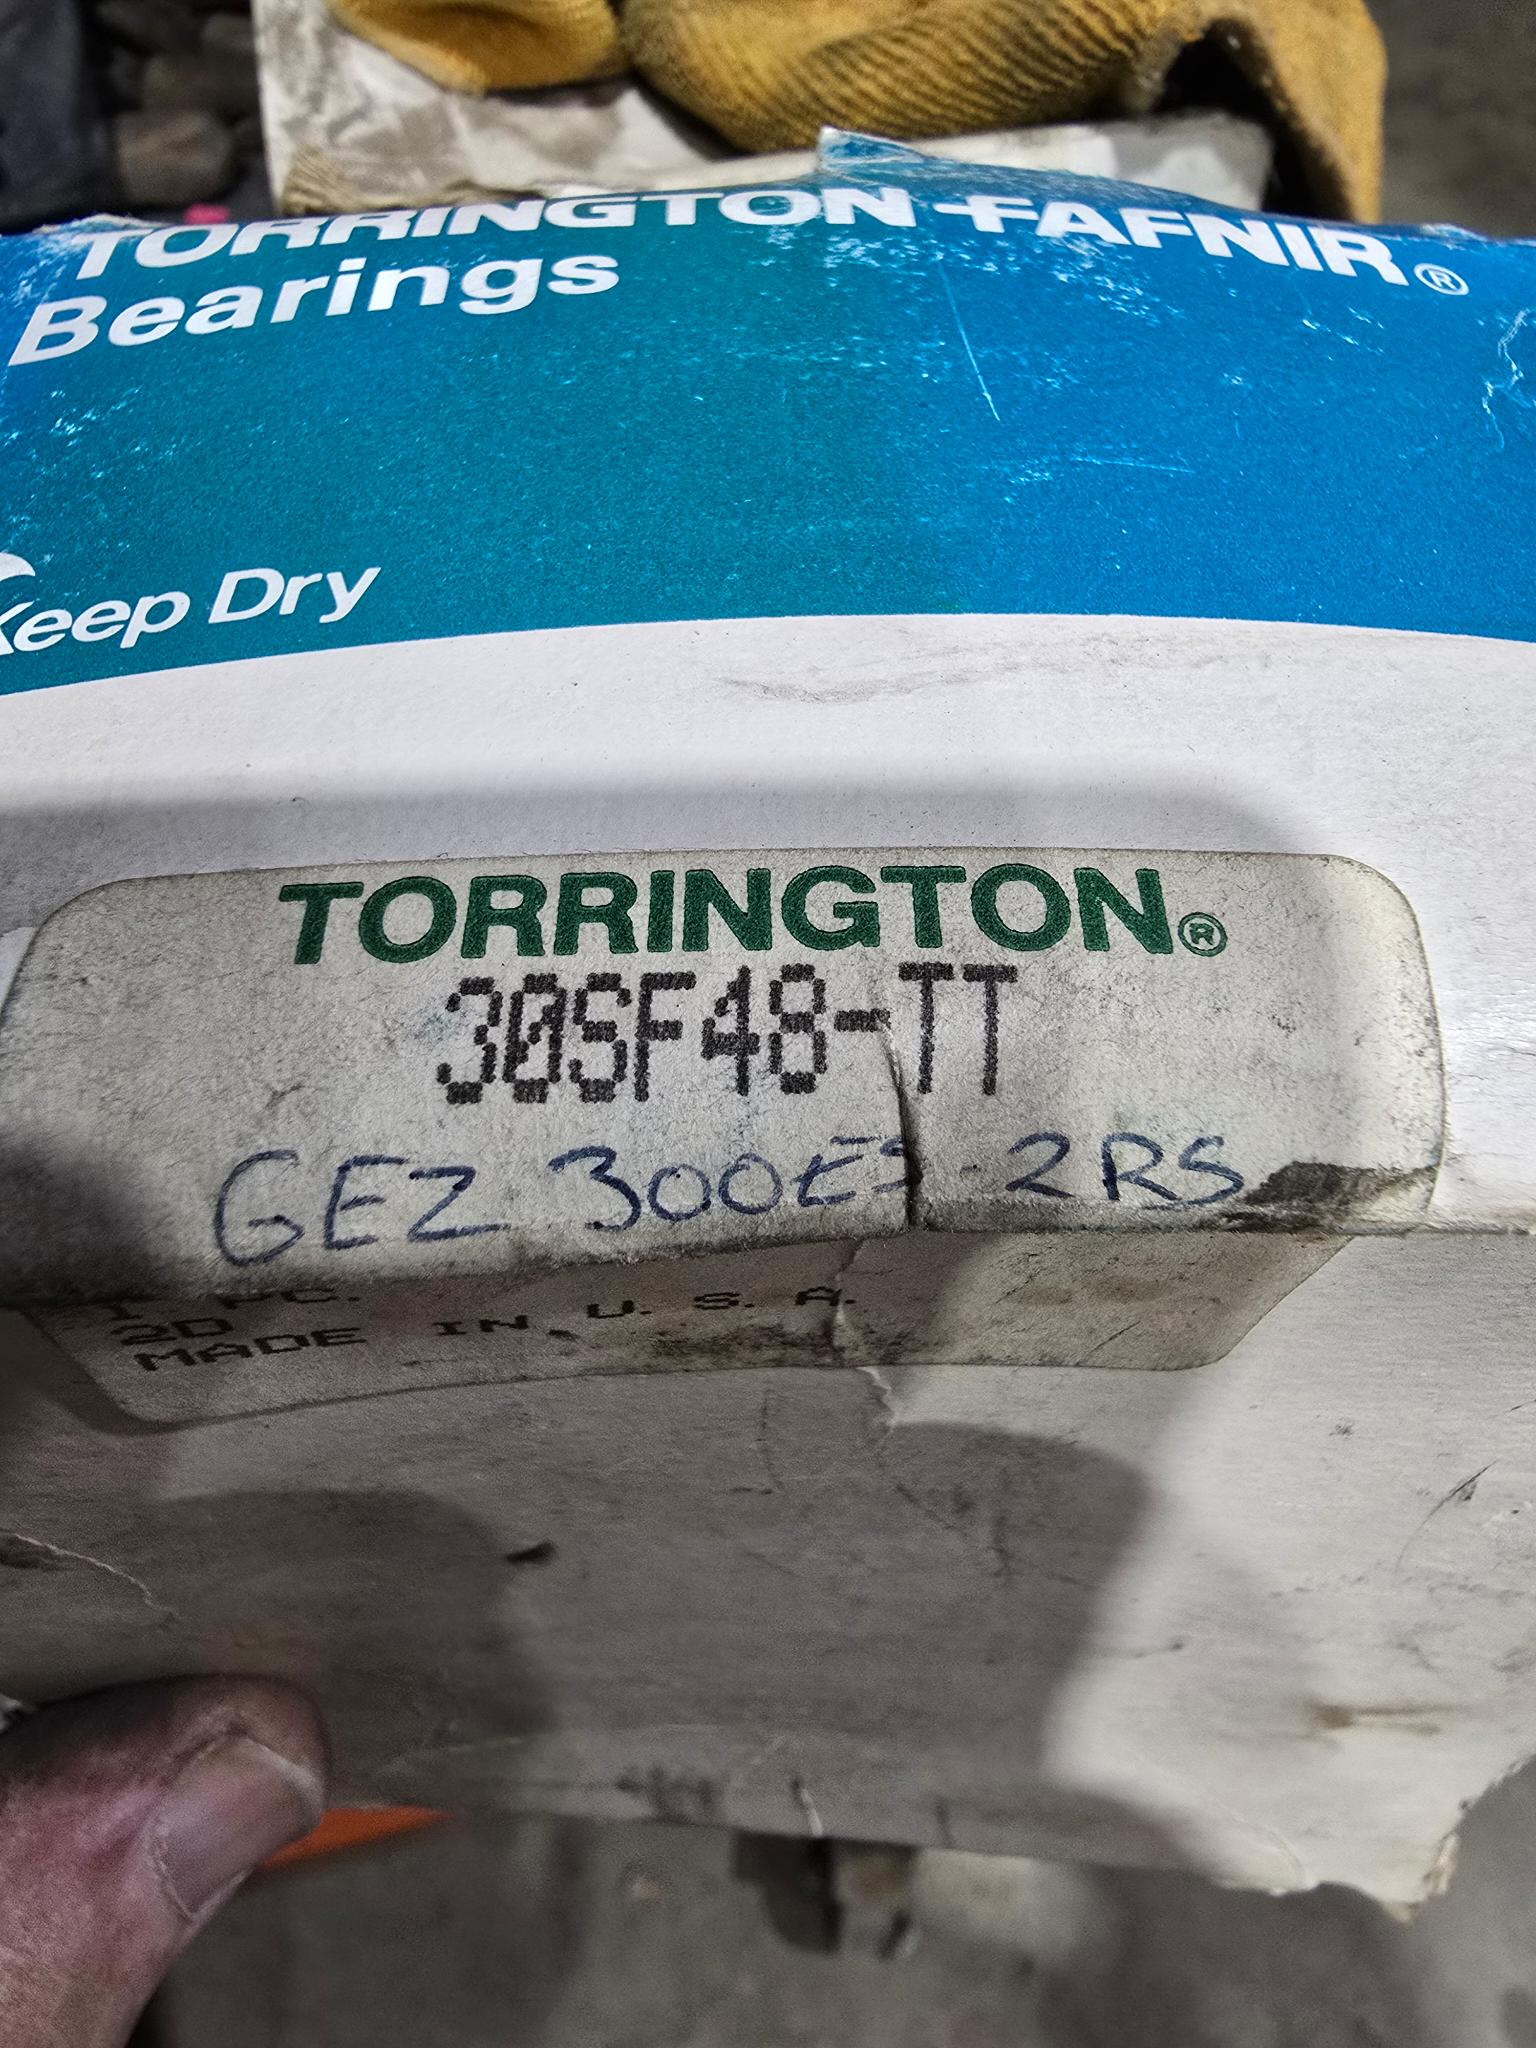 TORRINGTON FAFNIR®
Bearings
Keep Dry
TORRINGTON®
30SF48-TT
GEZ 300ES-2RS
1 PC.
2D
MADE IN U.S.A.